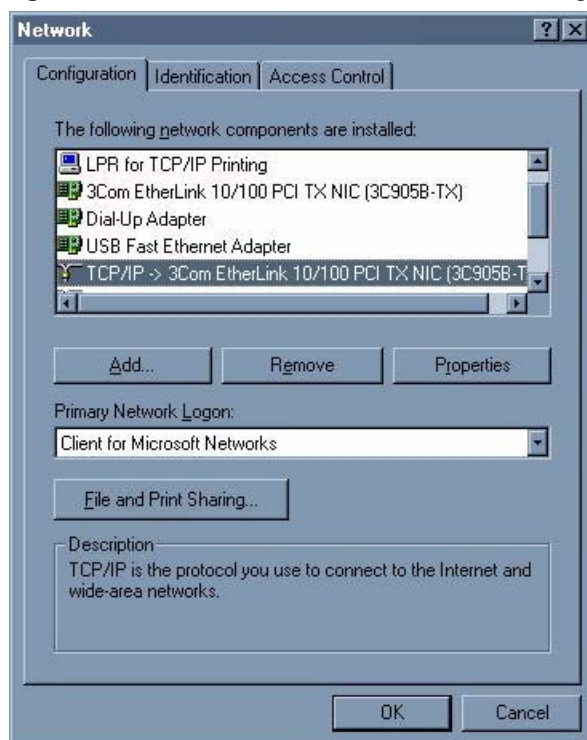 Network
Configuration Identification Access Control
The following network components are installed:
LPR for TCP/IP Printing
3Com EtherLink 10/100 PCI TX NIC (3C905B-TX)
Dial-Up Adapter
USB Fast Ethernet Adapter
TCP/IP -> 3Com EtherLink 10/100 PCI TX NIC (3C905B-T
Add... Remove Properties
Primary Network Logon:
Client for Microsoft Networks
File and Print Sharing...
Description
TCP/IP is the protocol you use to connect to the Internet and
wide-area networks.
OK Cancel